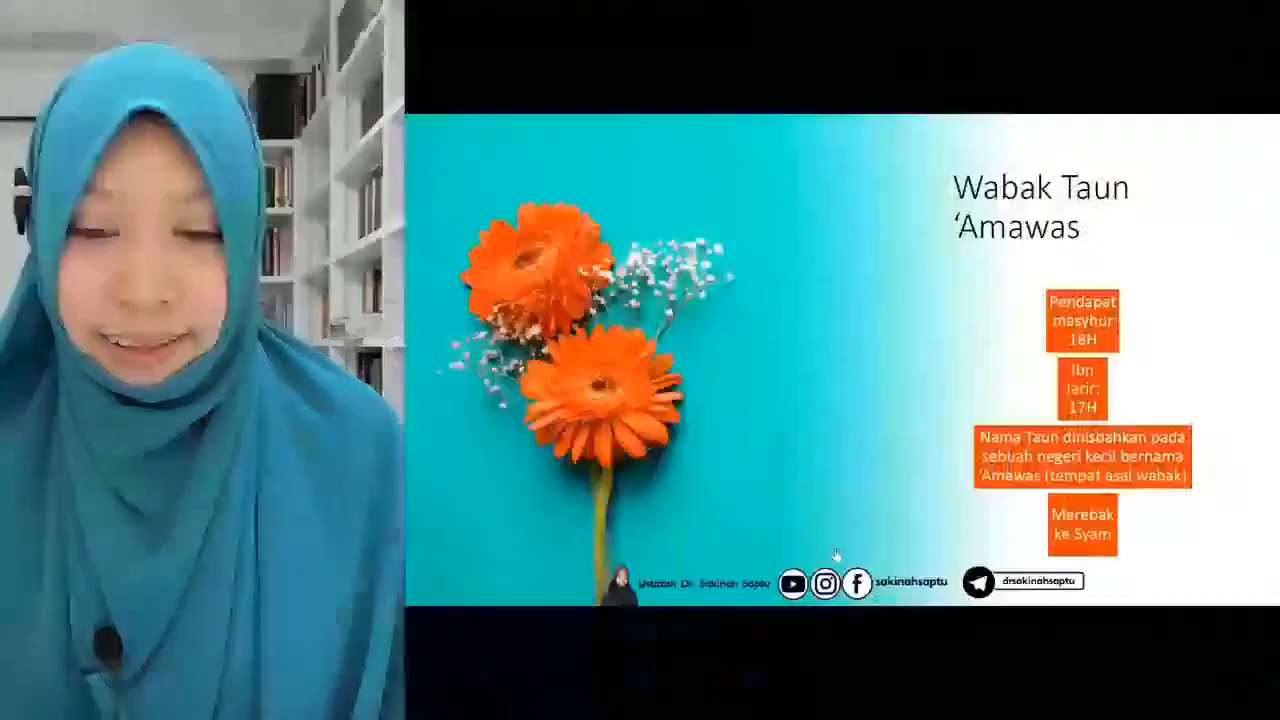 Wabak Taun
‘Amawas
Pendapat
masyhur
18H
Ibn
Jarir:
17H
Nama Taun dinisbahkan pada
sebuah negeri kecil bernama
‘Amawas (tempat asal wabak)
Merebak
ke Syam
Ustazah Dr. Sakinah Saptu
sakinahsaptu
drsakinahsaptu